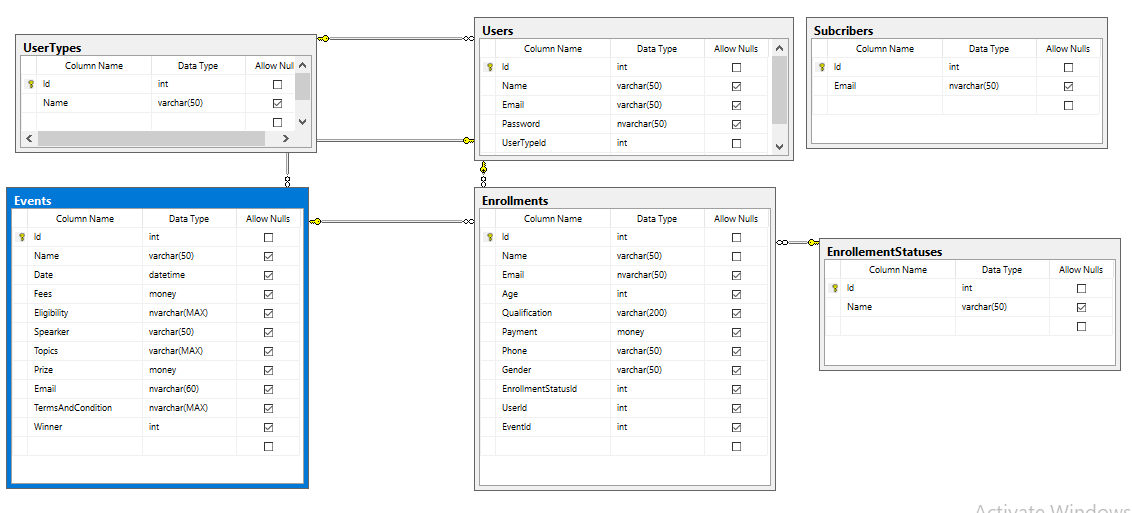 UserTypes
Column Name Data Type Allow Nul
Id int
Name varchar(50)
Users
Column Name Data Type Allow Nulls
Id int
Name varchar(50)
Email varchar(50)
Password nvarchar(50)
UserTypeId int
Subcribers
Column Name Data Type Allow Nulls
Id int
Email nvarchar(50)
Events
Column Name Data Type Allow Nulls
Id int
Name varchar(50)
Date datetime
Fees money
Eligibility nvarchar(MAX)
Spearker varchar(50)
Topics varchar(MAX)
Prize money
Email nvarchar(60)
TermsAndCondition nvarchar(MAX)
Winner int
Enrollments
Column Name Data Type Allow Nulls
Id int
Name varchar(50)
Email nvarchar(50)
Age int
Qualification varchar(200)
Payment money
Phone varchar(50)
Gender varchar(50)
EnrollmentStatusId int
UserId int
EventId int
EnrollementStatuses
Column Name Data Type Allow Nulls
Id int
Name varchar(50)
Activate Windows